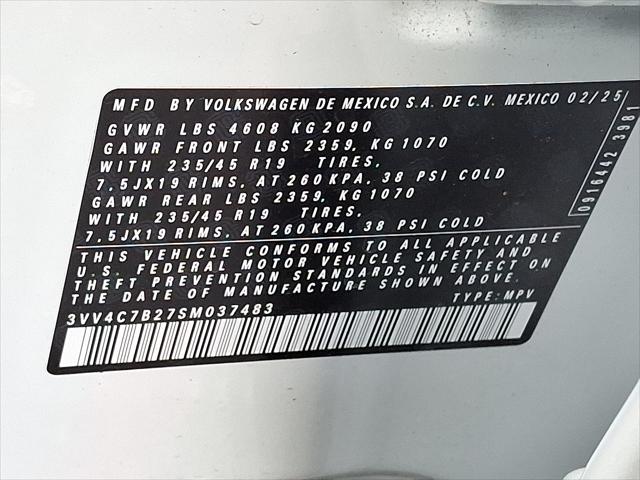 MFD BY VOLKSWAGEN DE MEXICO S.A. DE C.V. MEXICO 02/25
GVWR LBS 4608 KG 2090
GAWR FRONT LBS 2359, KG 1070
WITH 235/45 R19 TIRES,
7,5JX19 RIMS, AT 260KPA, 38 PSI COLD
GAWR REAR LBS 2359, KG 1070
WITH 235/45 R19 TIRES,
7,5JX19 RIMS, AT 260KPA, 38 PSI COLD
THIS VEHICLE CONFORMS TO ALL APPLICABLE
U.S. FEDERAL MOTOR VEHICLE SAFETY AND
THEFT PREVENTION STANDARDS IN EFFECT ON
THE DATE OF MANUFACTURE SHOWN ABOVE.
3VV4C7B27SM037483 TYPE: MPV
0916442 3981